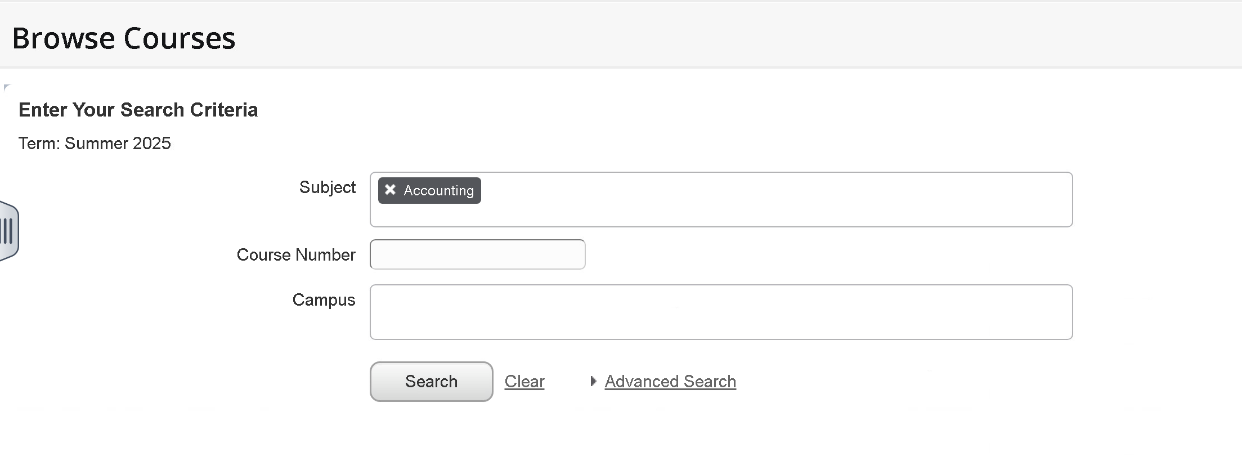 Browse Courses
Enter Your Search Criteria
Term: Summer 2025
Subject
Accounting
Course Number
Campus
Search Clear Advanced Search